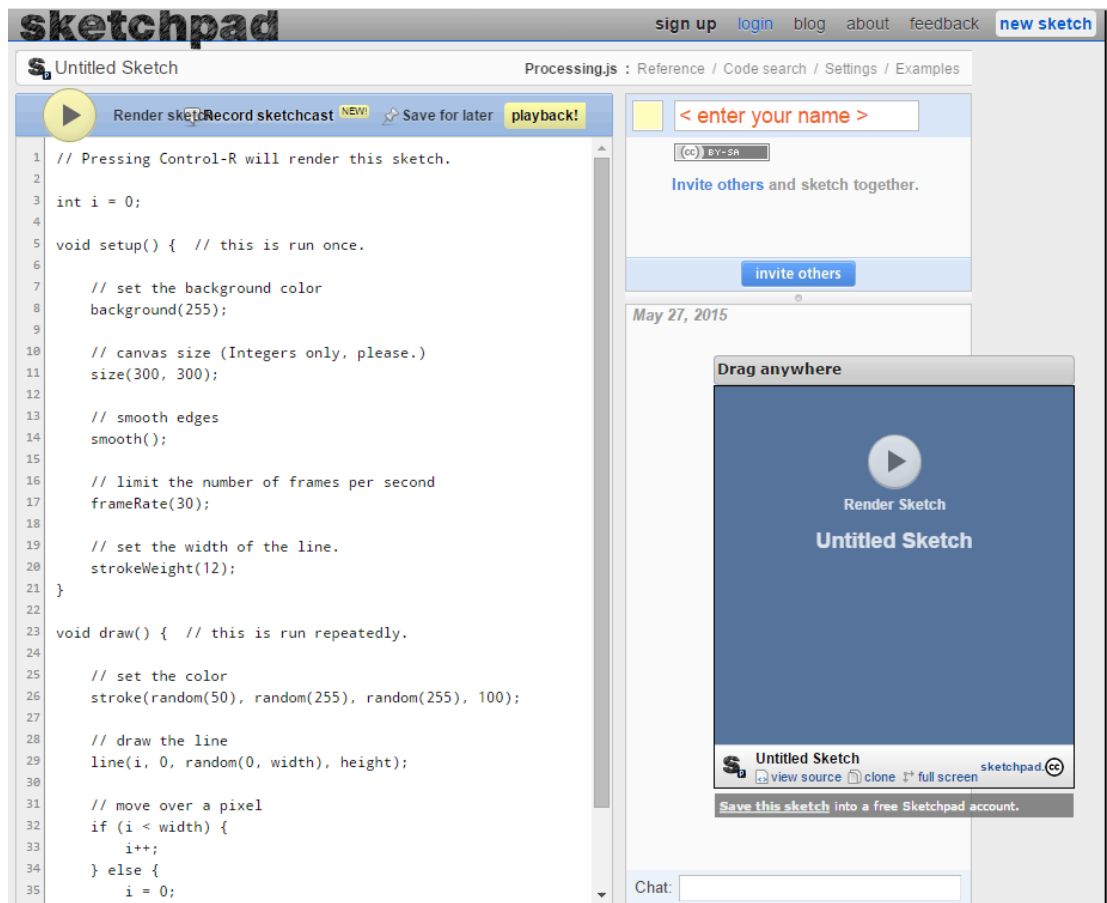 sketchpad
sign up login blog about feedback new sketch
Untitled Sketch
Processing.js : Reference / Code search / Settings / Examples
Render Record sketchcast NEW! Save for later playback!
< enter your name >
(cc) BY-SA
Invite others and sketch together.
invite others
1 // Pressing Control-R will render this sketch.
2
3 int i = 0;
4
5 void setup() { // this is run once.
6
7 // set the background color
8 background(255);
9
10 // canvas size (Integers only, please.)
11 size(300, 300);
12
13 // smooth edges
14 smooth();
15
16 // limit the number of frames per second
17 frameRate(30);
18
19 // set the width of the line.
20 strokeWeight(12);
21 }
22
23 void draw() { // this is run repeatedly.
24
25 // set the color
26 stroke(random(50), random(255), random(255), 100);
27
28 // draw the line
29 line(i, 0, random(0, width), height);
30
31 // move over a pixel
32 if (i < width) {
33 i++;
34 } else {
35 i = 0;
May 27, 2015
Drag anywhere
Render Sketch
Untitled Sketch
Untitled Sketch
view source clone full screen
sketchpad.cc
Save this sketch into a free Sketchpad account.
Chat: